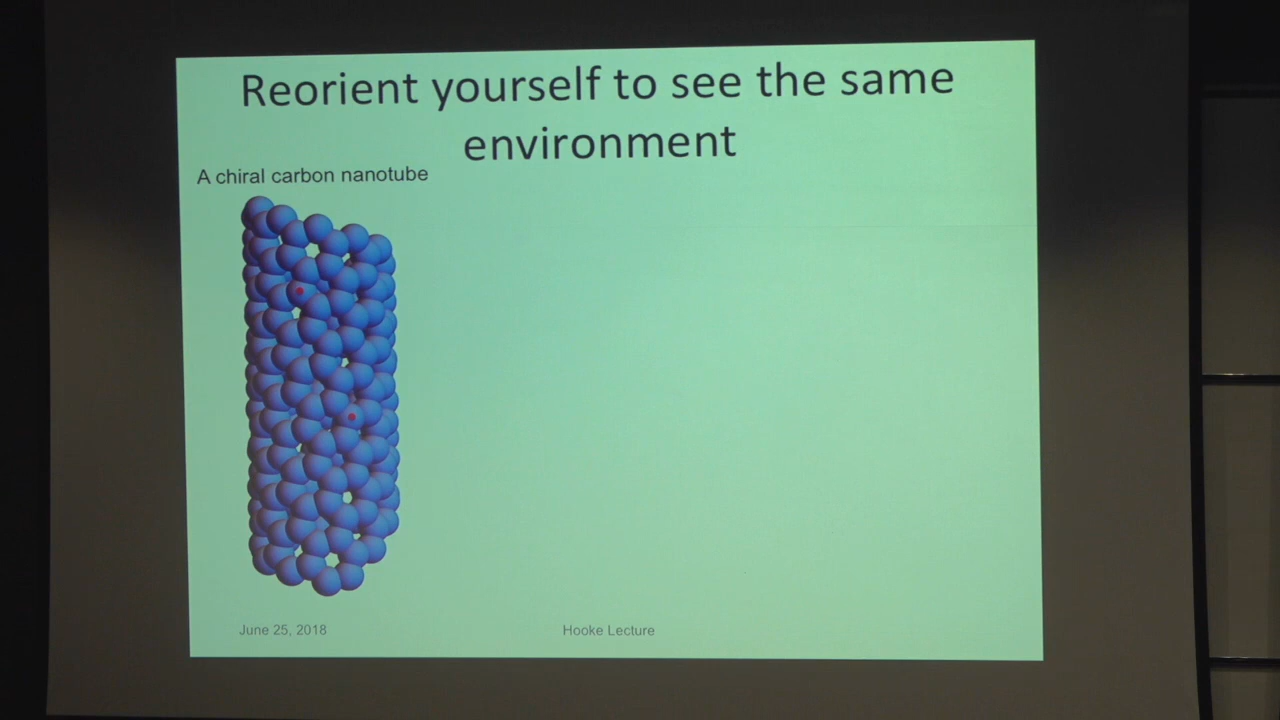 Reorient yourself to see the same
environment
A chiral carbon nanotube
June 25, 2018
Hooke Lecture